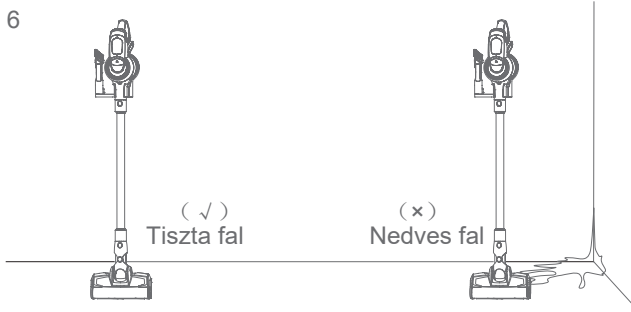 6
（ √ ）
Tiszta fal
（ × ）
Nedves fal